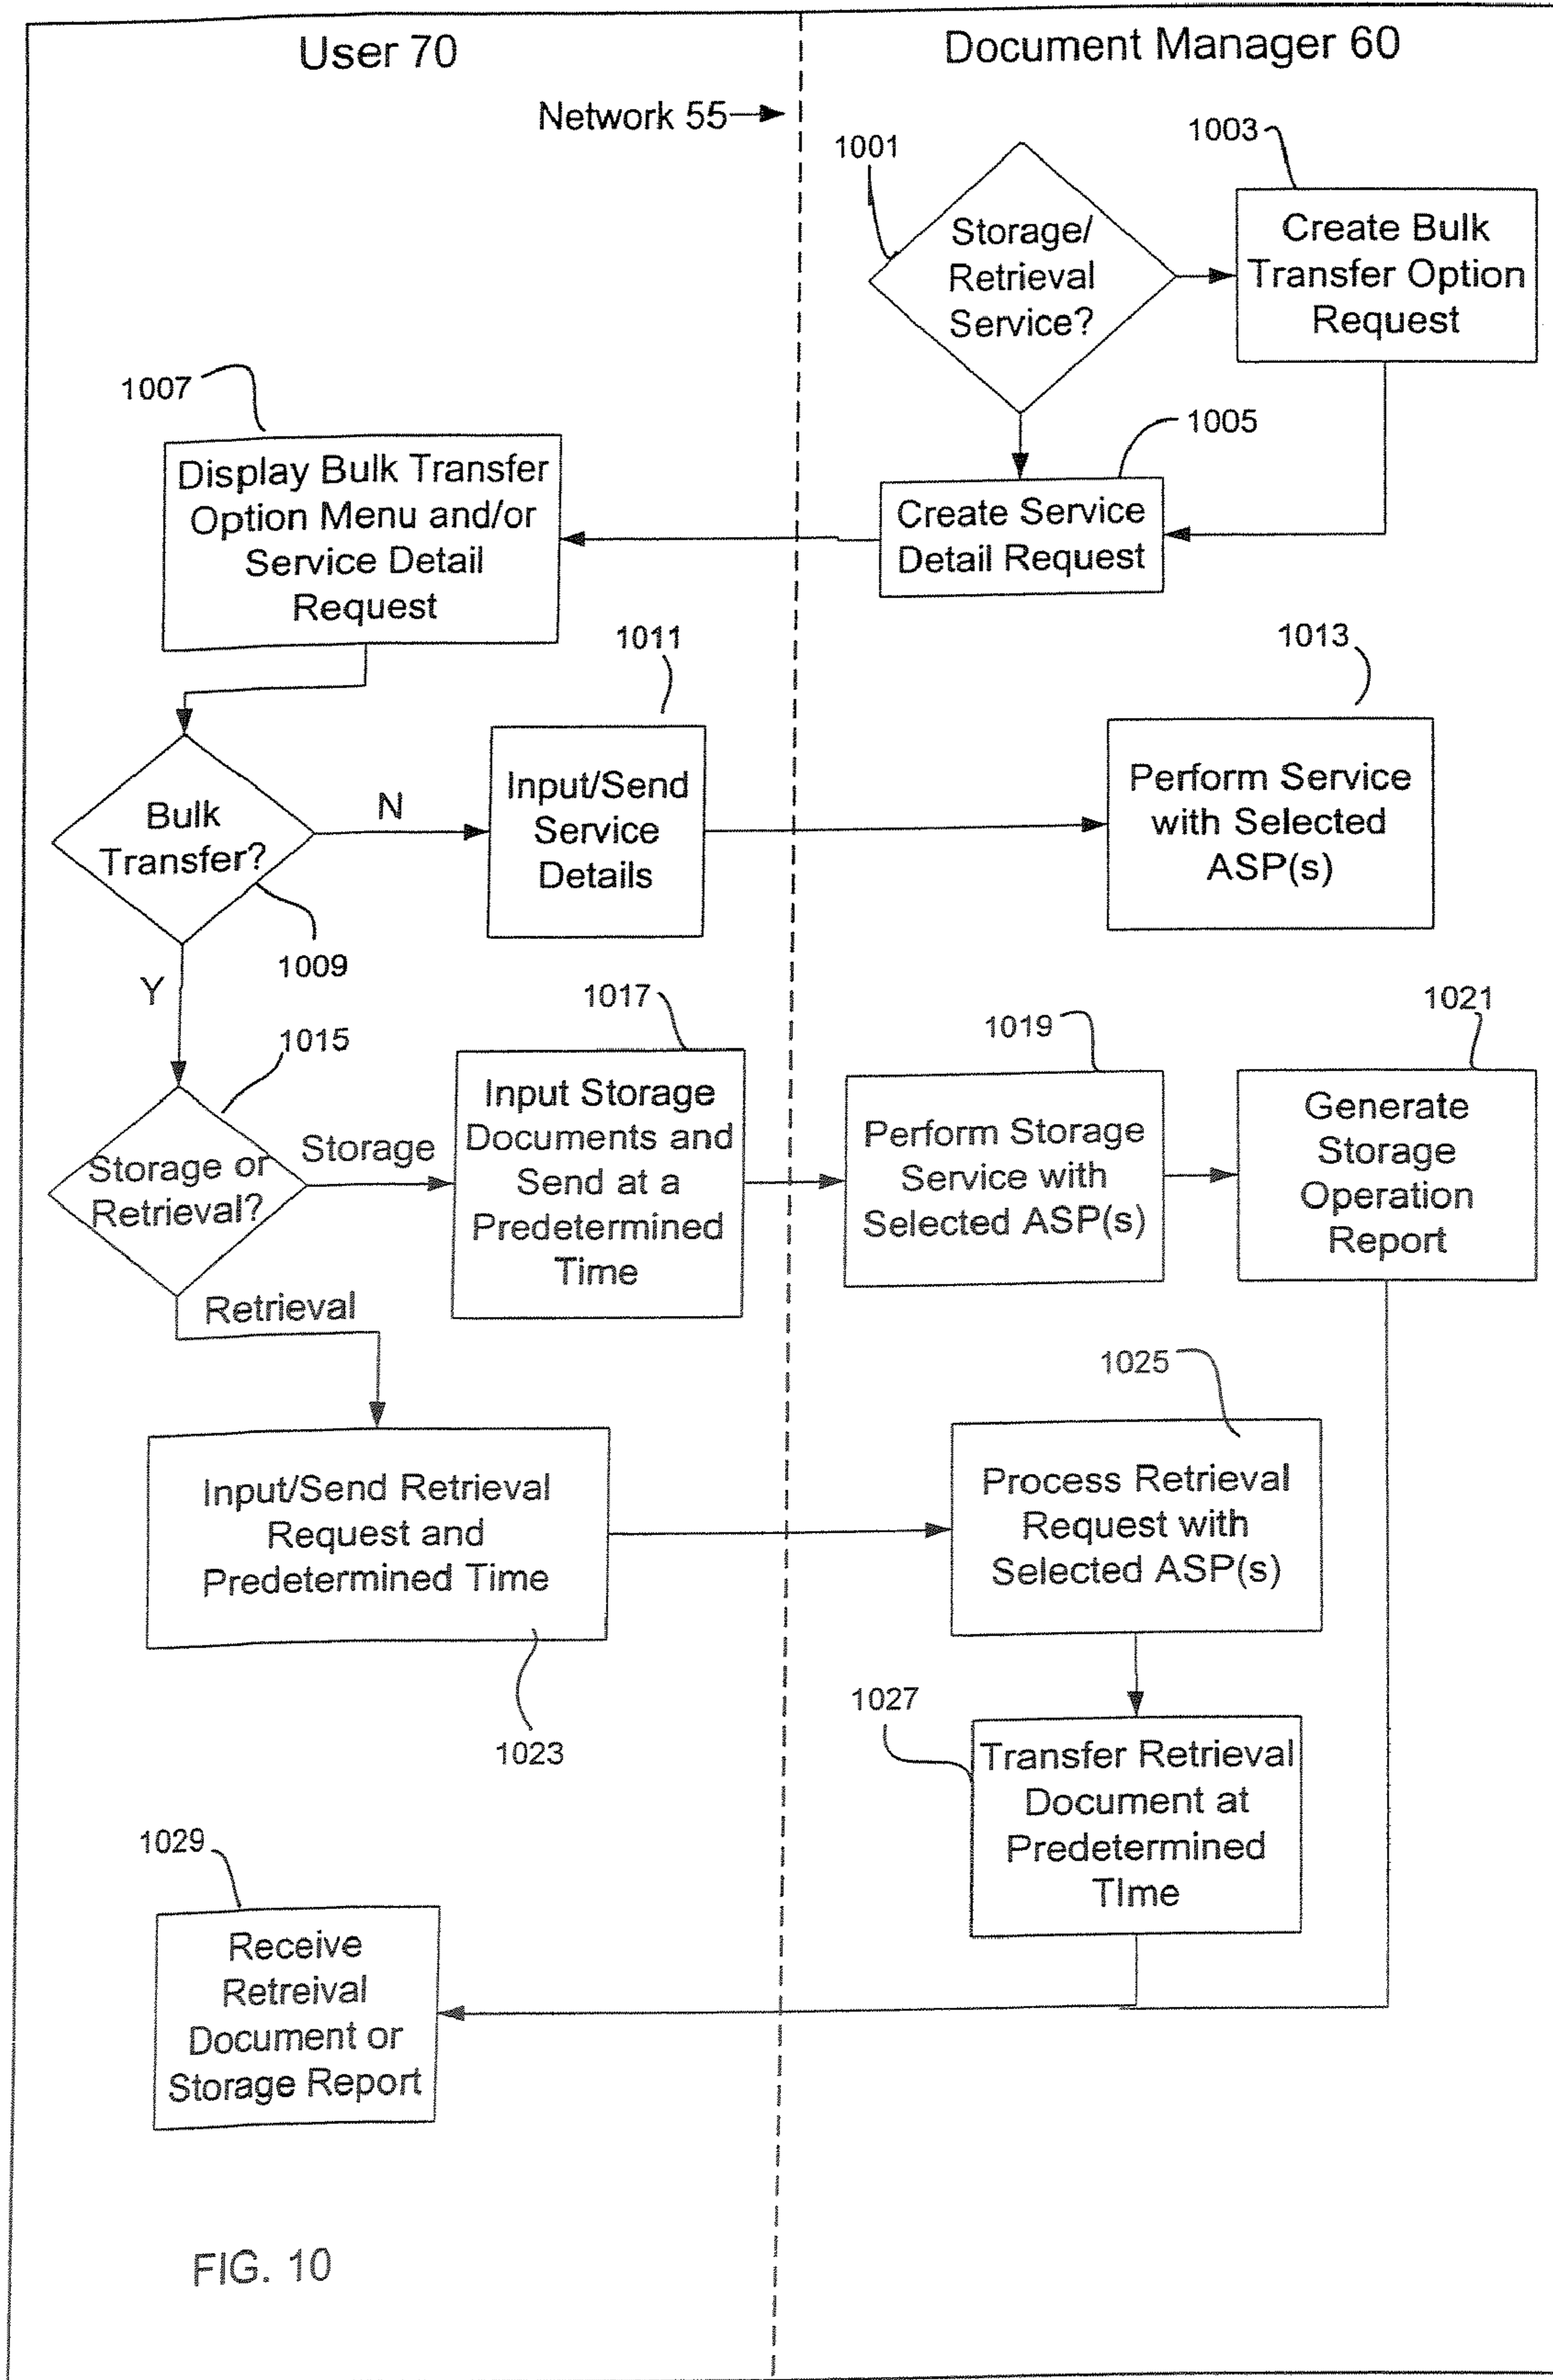 User 70
Document Manager 60
Network 55
1001
1003
Storage/
Retrieval
Service?
Create Bulk
Transfer Option
Request
1007
1005
Display Bulk Transfer
Option Menu and/or
Service Detail
Request
Create Service
Detail Request
1011
1013
Bulk
Transfer?
N
Input/Send
Service
Details
Perform Service
with Selected
ASP(s)
1009
Y
1015
1017
1019
1021
Storage or
Retrieval?
Storage
Input Storage
Documents and
Send at a
Predetermined
Time
Perform Storage
Service with
Selected ASP(s)
Generate
Storage
Operation
Report
Retrieval
1025
Input/Send Retrieval
Request and
Predetermined Time
Process Retrieval
Request with
Selected ASP(s)
1023
1027
Transfer Retrieval
Document at
Predetermined
TIme
1029
Receive
Retreival
Document or
Storage Report
FIG. 10